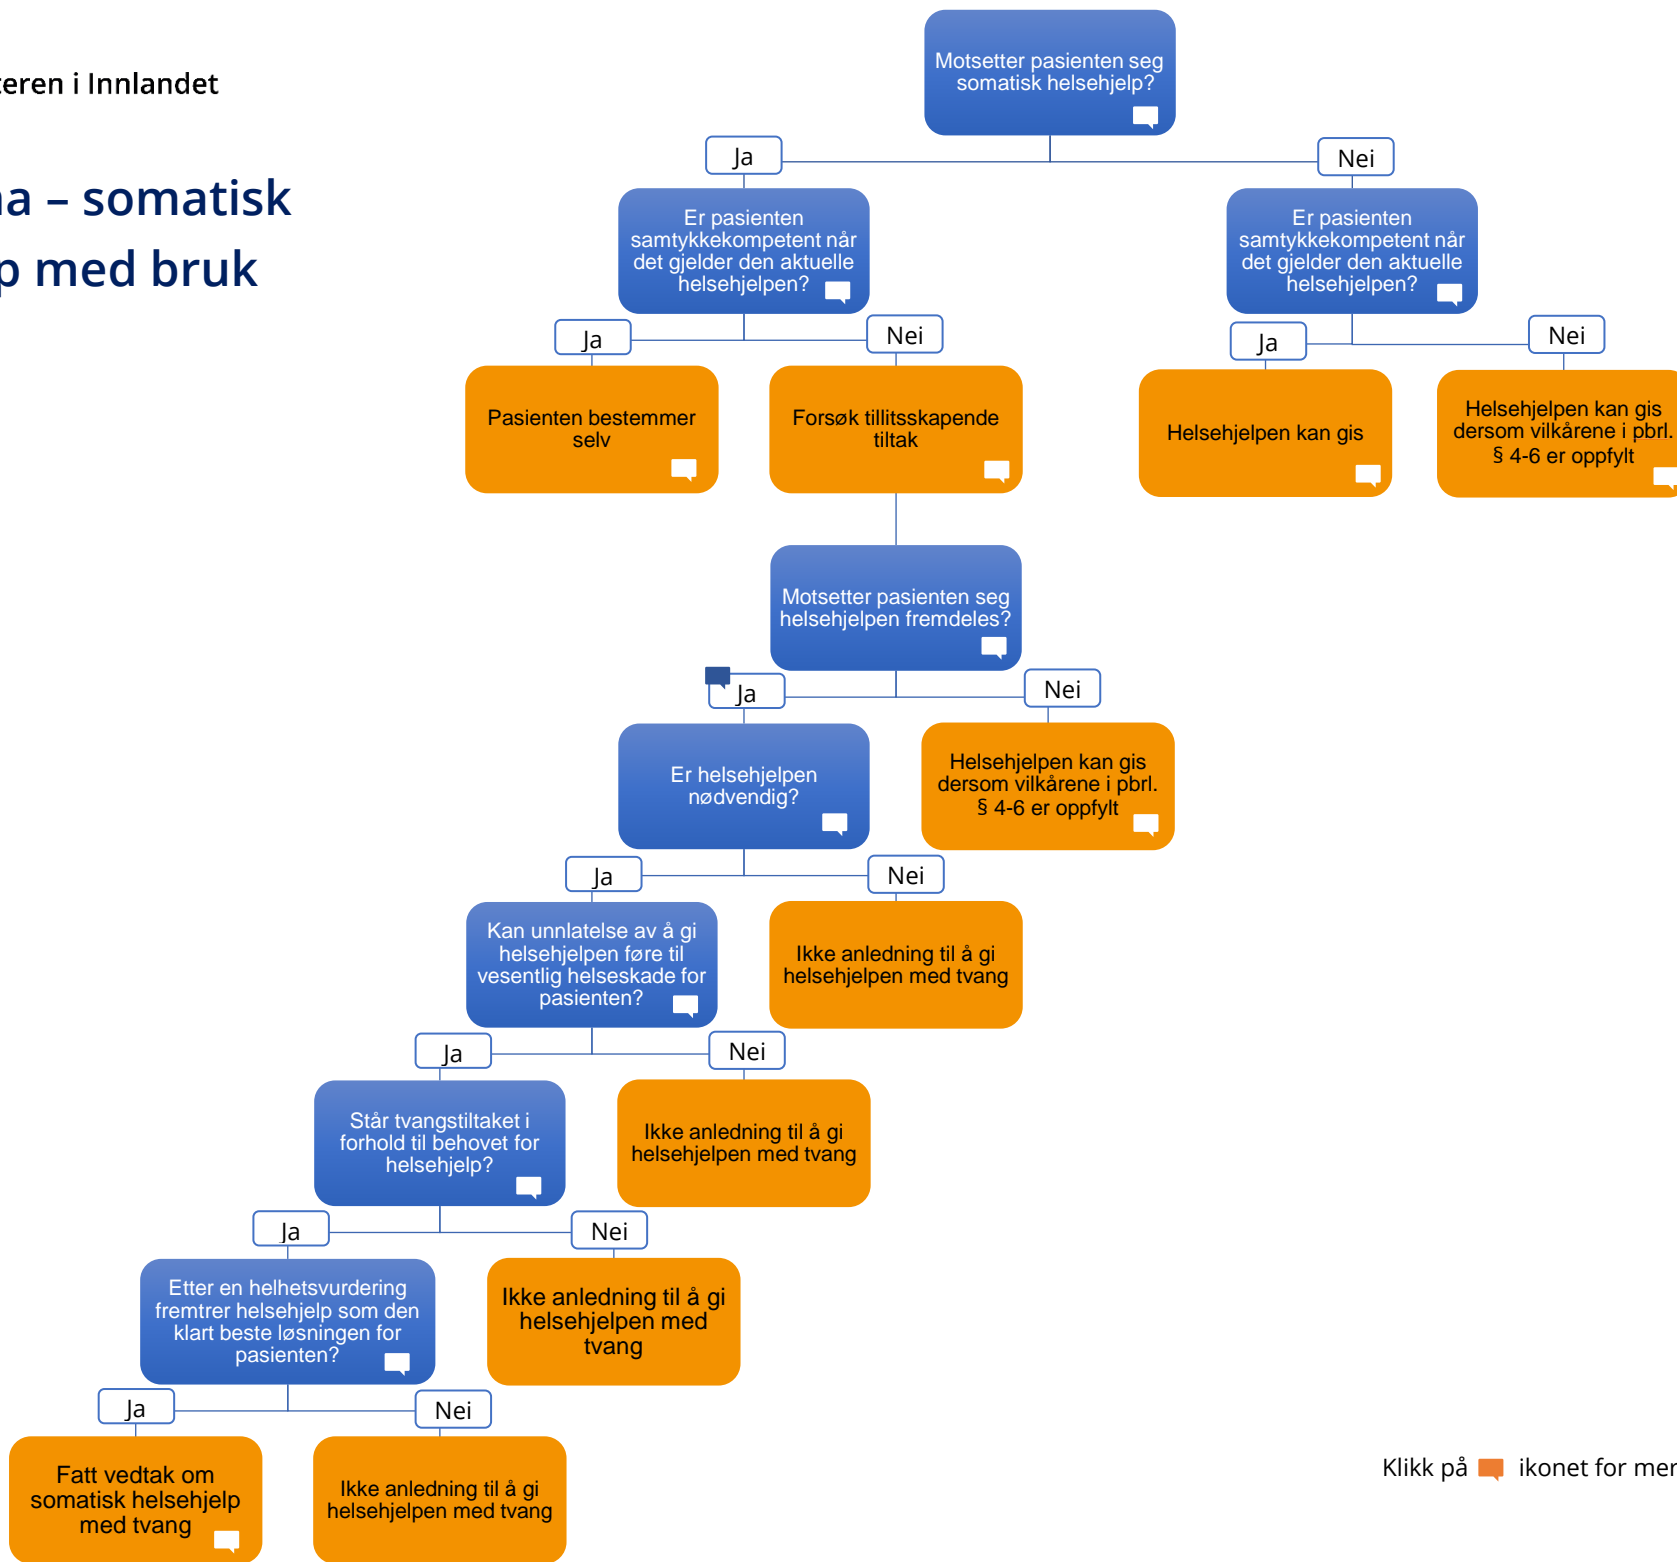 teren i Innlandet
na – somatisk
p med bruk
Motsetter pasienten seg
somatisk helsehjelp?
Ja
Nei
Er pasienten
samtykkekompetent når
det gjelder den aktuelle
helsehjelpen?
Er pasienten
samtykkekompetent når
det gjelder den aktuelle
helsehjelpen?
Ja
Nei
Ja
Nei
Pasienten bestemmer
selv
Forsøk tillitsskapende
tiltak
Helsehjelpen kan gis
Helsehjelpen kan gis
dersom vilkårene i pbrl.
§ 4-6 er oppfylt
Motsetter pasienten seg
helsehjelpen fremdeles?
Ja
Nei
Er helsehjelpen
nødvendig?
Helsehjelpen kan gis
dersom vilkårene i pbrl.
§ 4-6 er oppfylt
Ja
Nei
Kan unnlatelse av å gi
helsehjelpen føre til
vesentlig helseskade for
pasienten?
Ikke anledning til å gi
helsehjelpen med tvang
Ja
Nei
Står tvangstiltaket i
forhold til behovet for
helsehjelp?
Ikke anledning til å gi
helsehjelpen med tvang
Ja
Nei
Etter en helhetsvurdering
fremtrer helsehjelp som den
klart beste løsningen for
pasienten?
Ikke anledning til å gi
helsehjelpen med
tvang
Ja
Nei
Fatt vedtak om
somatisk helsehjelp
med tvang
Ikke anledning til å gi
helsehjelpen med tvang
Klikk på ikonet for mer